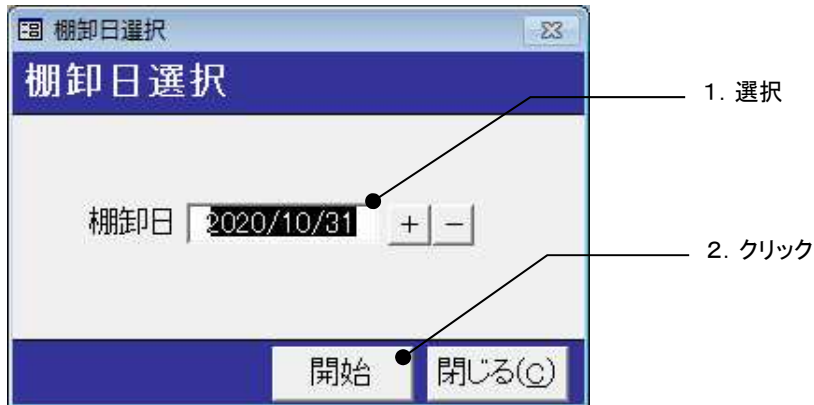 棚卸日選択
棚卸日選択
1. 選択
棚卸日 2020/10/31 + −
2. クリック
開始 閉じる(C)